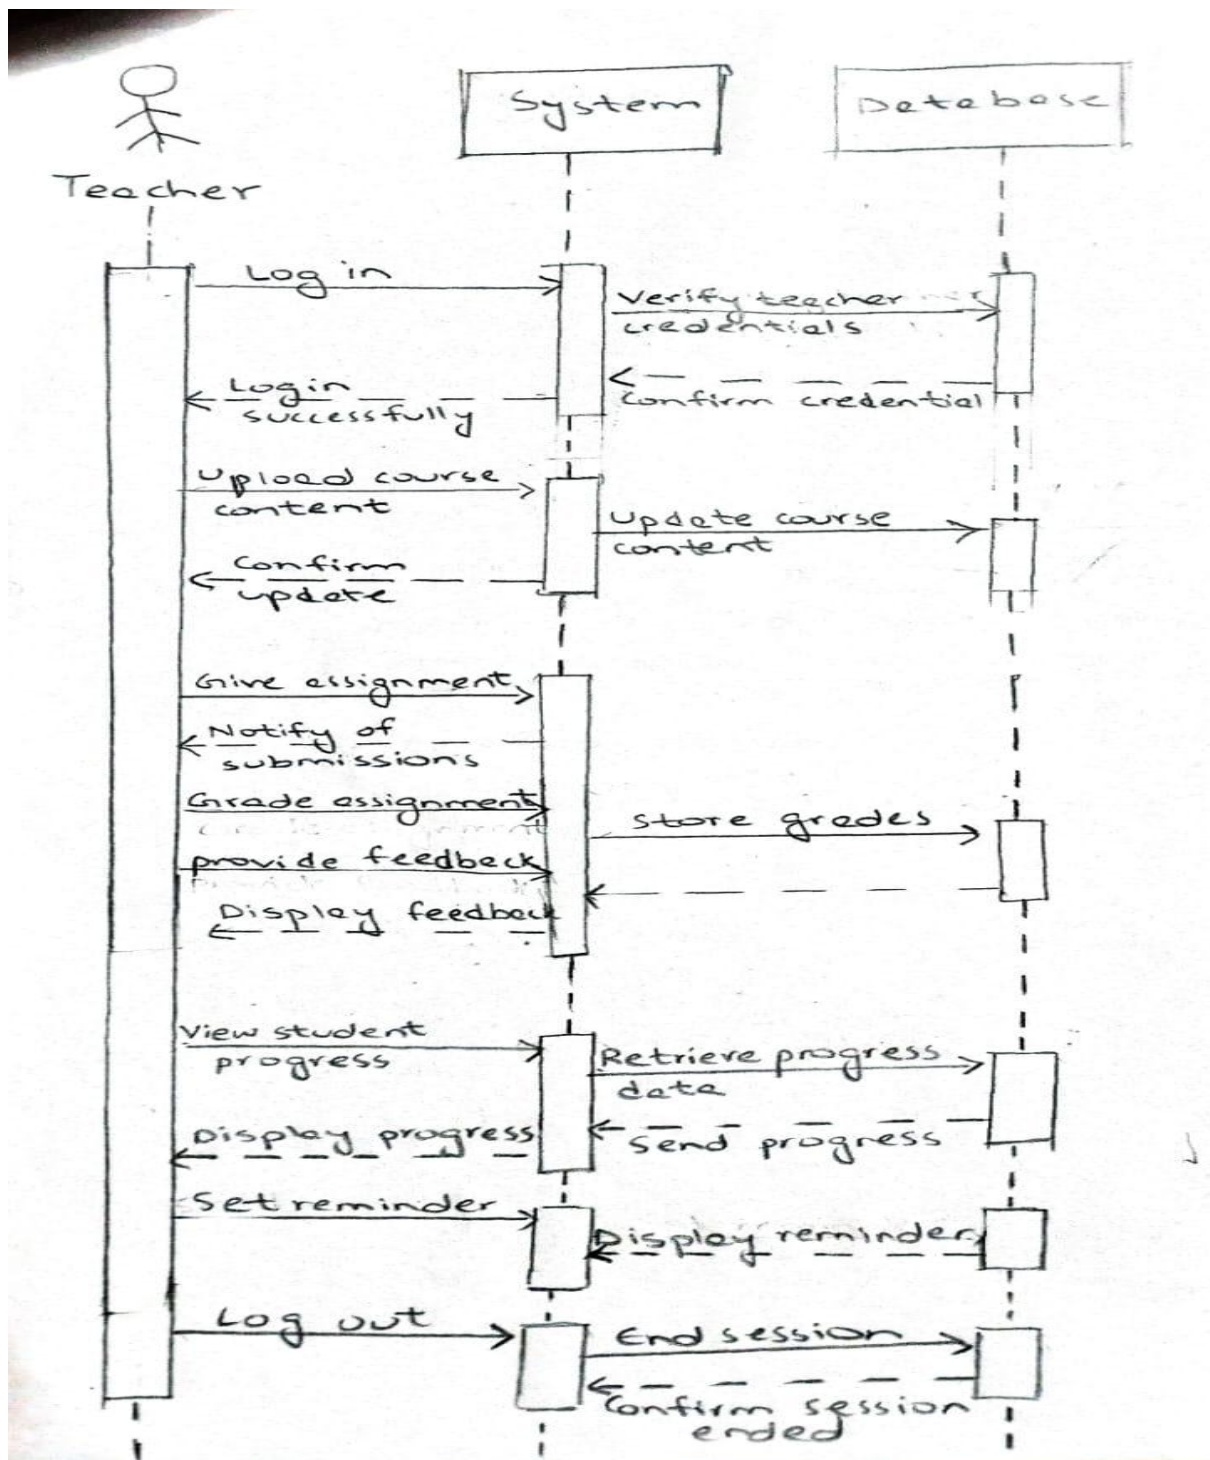 System
Database
Teacher
Log in
Verify teacher
credentials
Login
successfully
Confirm credential
Upload course
content
Update course
content
Confirm
update
Give assignment
Notify of
submissions
Grade assignment
Store grades
provide feedback
Display feedback
View student
progress
Retrieve progress
data
Display progress
Send progress
Set reminder
Display reminder
Log out
End session
Confirm session
ended